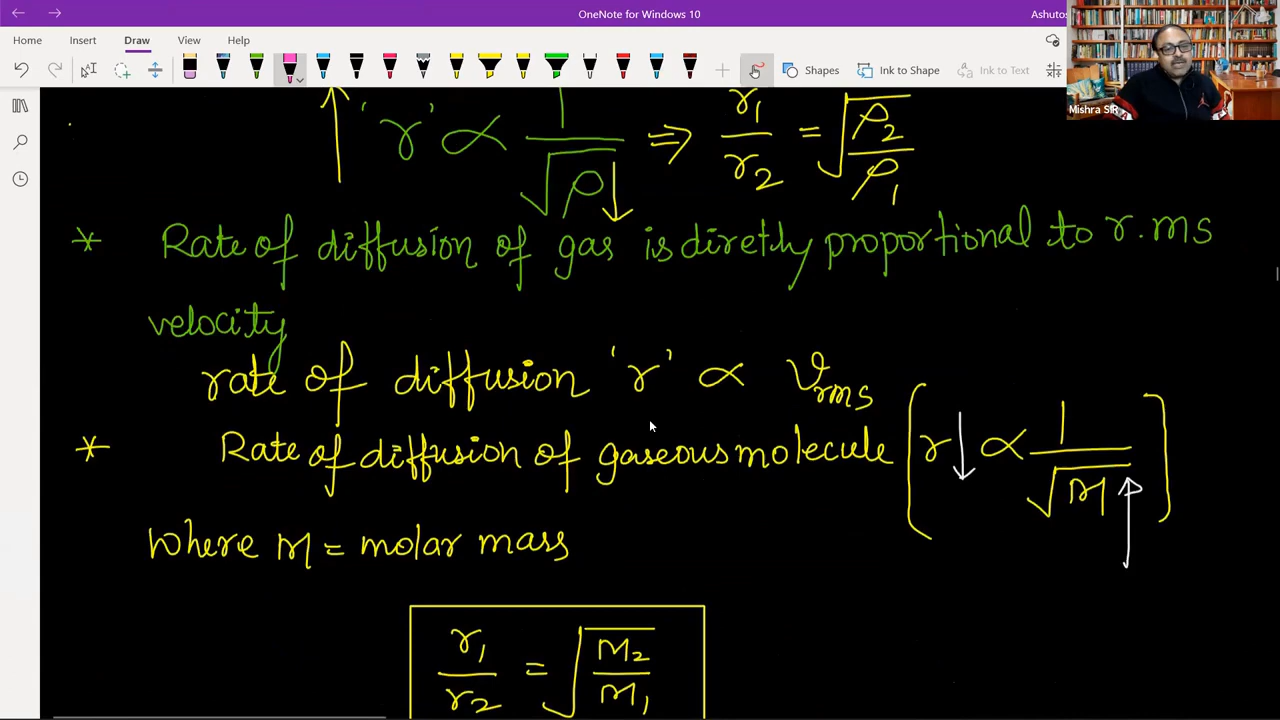 OneNote for Windows 10
Ashutos
Home Insert Draw View Help
Shapes Ink to Shape Ink to Text
Mishra SIR
'r' ∝ 1/√ρ ⇒ r₁/r₂ = √(ρ₂/ρ₁)
* Rate of diffusion of gas is diretly proportional to r.ms
velocity
rate of diffusion 'r' ∝ v_rms
* Rate of diffusion of gaseous molecule [r ∝ 1/√M]
Where M = molar mass
r₁/r₂ = √(M₂/M₁)